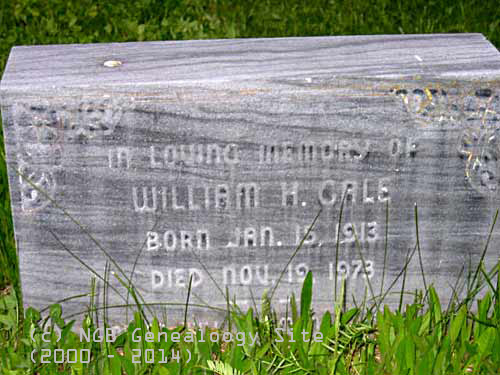 IN LOVING MEMORY OF
WILLIAM H. GALE
BORN JAN. 15, 1913
DIED NOV. 19, 1973
(C) NGB Genealogy Site
(2000 - 2014)